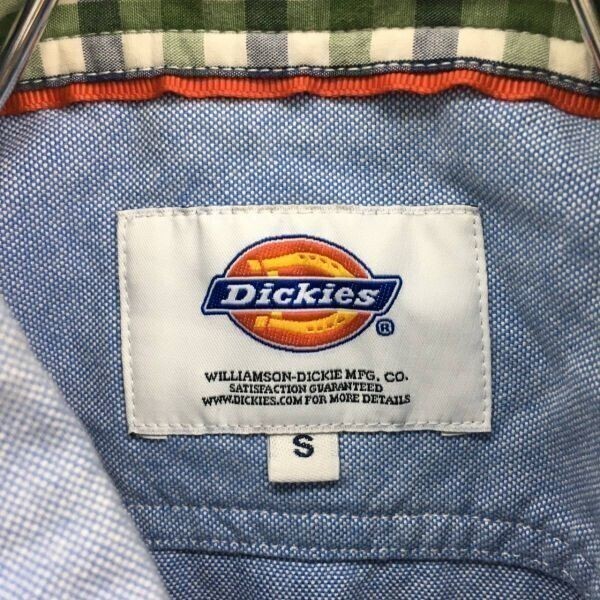 Dickies®
WILLIAMSON-DICKIE MFG. CO.
SATISFACTION GUARANTEED
WWW.DICKIES.COM FOR MORE DETAILS
S